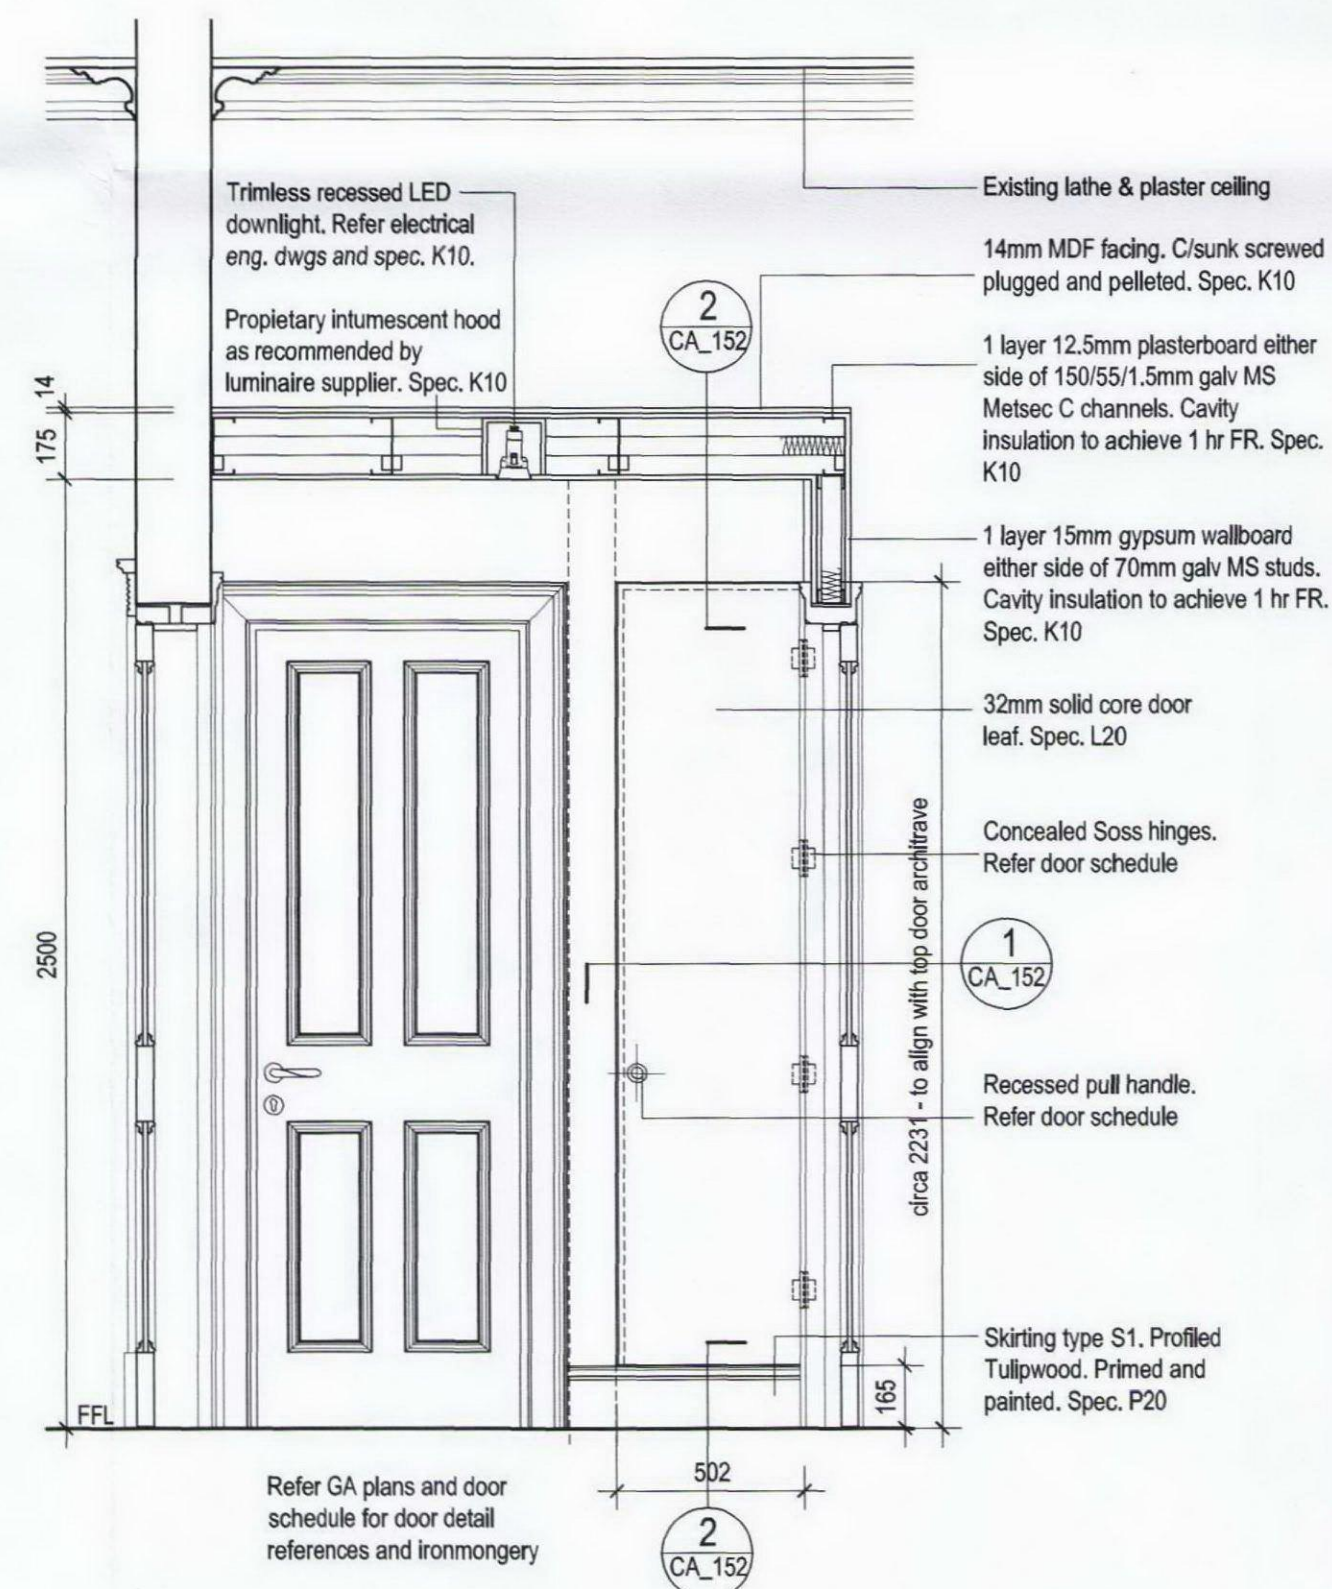 Trimless recessed LED
downlight. Refer electrical
eng. dwgs and spec. K10.
Propietary intumescent hood
as recommended by
luminaire supplier. Spec. K10
2
CA_152
Existing lathe & plaster ceiling
14mm MDF facing. C/sunk screwed
plugged and pelleted. Spec. K10
1 layer 12.5mm plasterboard either
side of 150/55/1.5mm galv MS
Metsec C channels. Cavity
insulation to achieve 1 hr FR. Spec.
K10
1 layer 15mm gypsum wallboard
either side of 70mm galv MS studs.
Cavity insulation to achieve 1 hr FR.
Spec. K10
32mm solid core door
leaf. Spec. L20
Concealed Soss hinges.
Refer door schedule
1
CA_152
Recessed pull handle.
Refer door schedule
Skirting type S1. Profiled
Tulipwood. Primed and
painted. Spec. P20
14
175
2500
circa 2231 - to align with top door architrave
165
FFL
502
Refer GA plans and door
schedule for door detail
references and ironmongery
2
CA_152